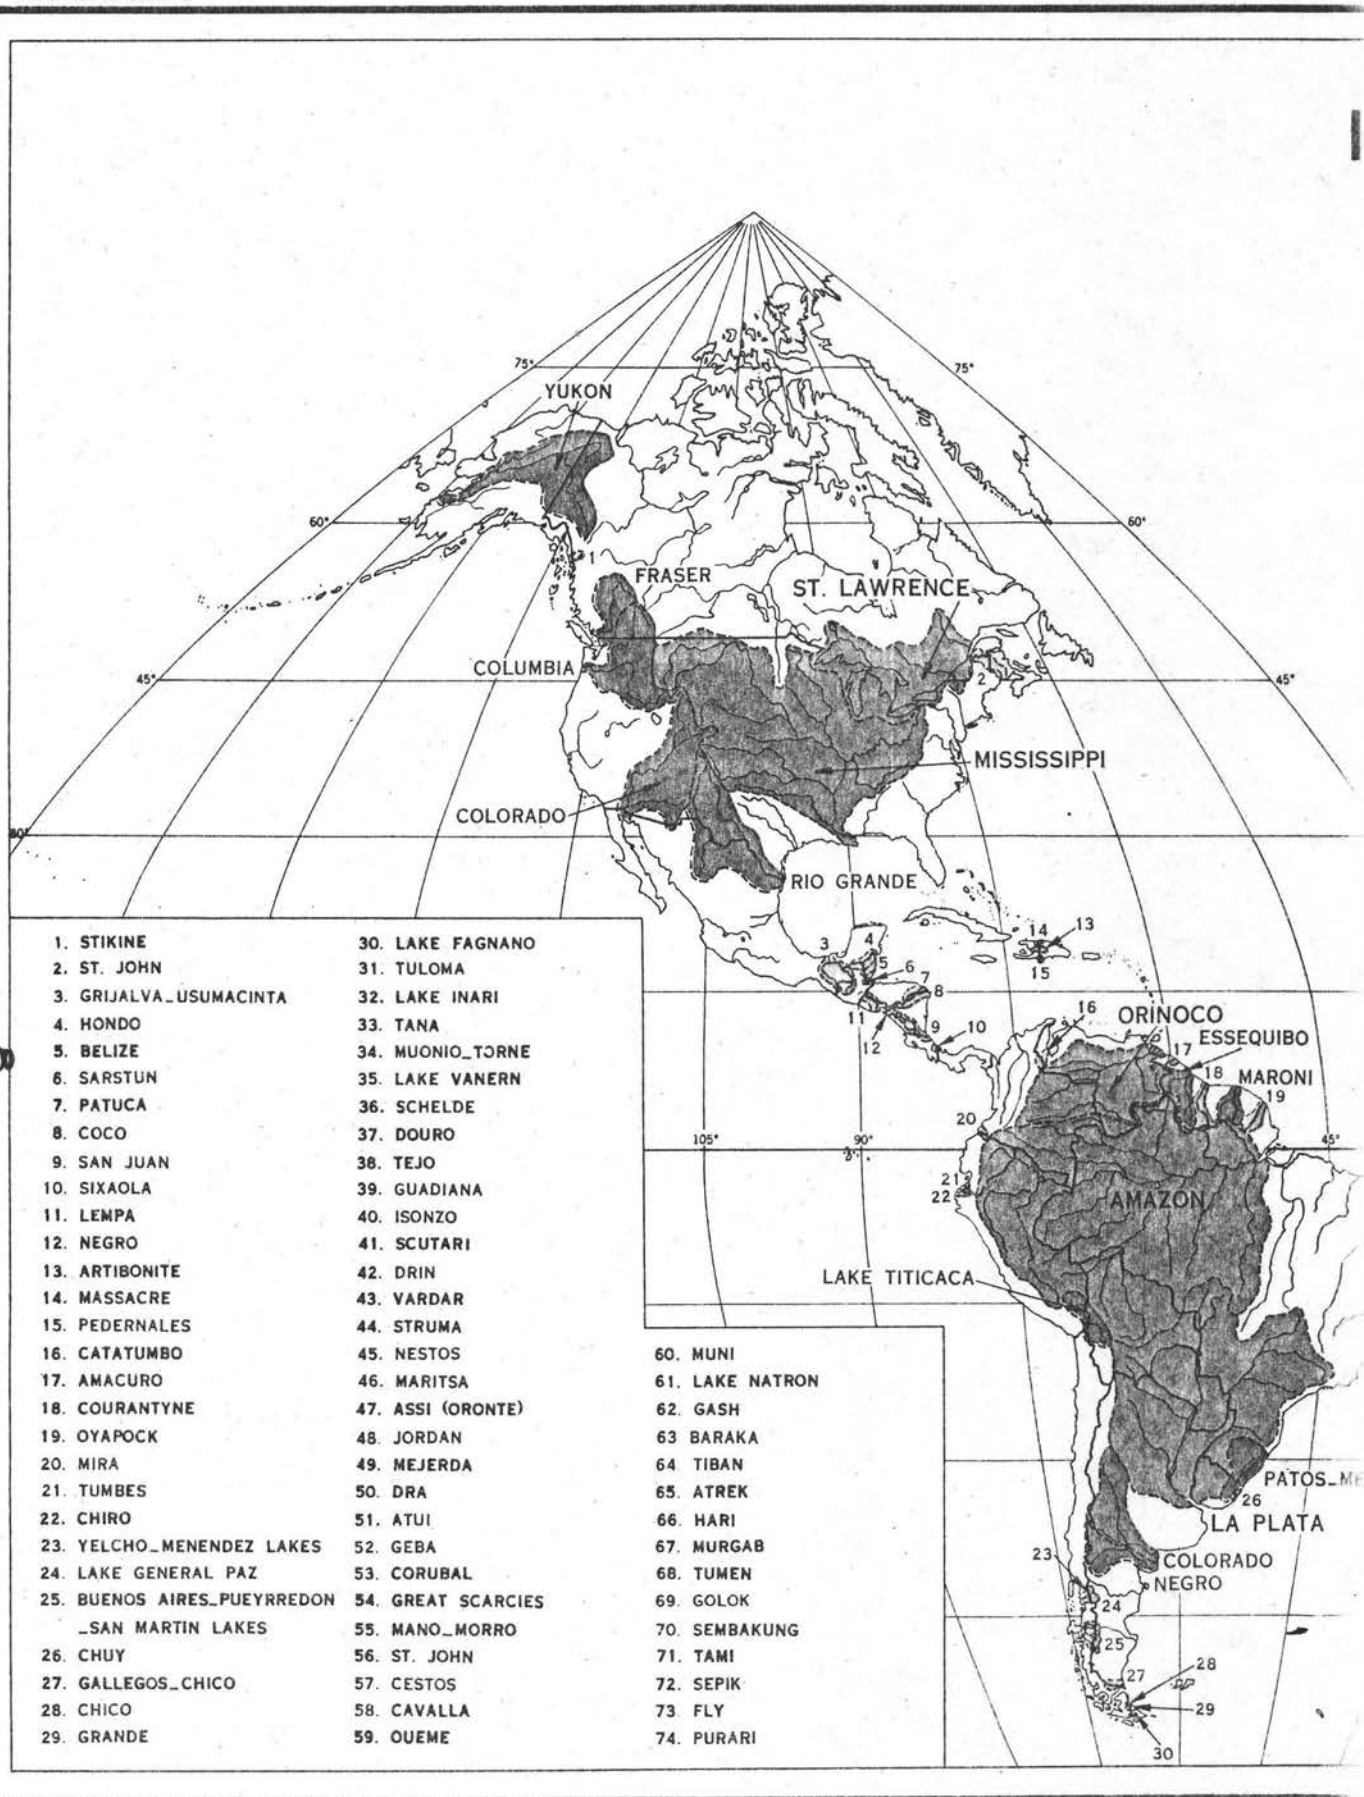 75°
75°
YUKON
60°
60°
1
FRASER
ST. LAWRENCE
COLUMBIA
2
45°
45°
MISSISSIPPI
COLORADO
RIO GRANDE
14
13
3
4
5
6
15
7
8
16
ORINOCO
11
9
10
17
ESSEQUIBO
12
18
MARONI
19
20
105°
90°
45°
21
22
AMAZON
LAKE TITICACA
PATOS_
26
LA PLATA
23
COLORADO
NEGRO
24
25
28
27
29
30
1. STIKINE
2. ST. JOHN
3. GRIJALVA_USUMACINTA
4. HONDO
5. BELIZE
6. SARSTUN
7. PATUCA
8. COCO
9. SAN JUAN
10. SIXAOLA
11. LEMPA
12. NEGRO
13. ARTIBONITE
14. MASSACRE
15. PEDERNALES
16. CATATUMBO
17. AMACURO
18. COURANTYNE
19. OYAPOCK
20. MIRA
21. TUMBES
22. CHIRO
23. YELCHO_MENENDEZ LAKES
24. LAKE GENERAL PAZ
25. BUENOS AIRES_PUEYRREDON
_SAN MARTIN LAKES
26. CHUY
27. GALLEGOS_CHICO
28. CHICO
29. GRANDE
30. LAKE FAGNANO
31. TULOMA
32. LAKE INARI
33. TANA
34. MUONIO_TORNE
35. LAKE VANERN
36. SCHELDE
37. DOURO
38. TEJO
39. GUADIANA
40. ISONZO
41. SCUTARI
42. DRIN
43. VARDAR
44. STRUMA
45. NESTOS
46. MARITSA
47. ASSI (ORONTE)
48. JORDAN
49. MEJERDA
50. DRA
51. ATUI
52. GEBA
53. CORUBAL
54. GREAT SCARCIES
55. MANO_MORRO
56. ST. JOHN
57. CESTOS
58. CAVALLA
59. OUEME
60. MUNI
61. LAKE NATRON
62. GASH
63 BARAKA
64 TIBAN
65. ATREK
66. HARI
67. MURGAB
68. TUMEN
69. GOLOK
70. SEMBAKUNG
71. TAMI
72. SEPIK
73. FLY
74. PURARI